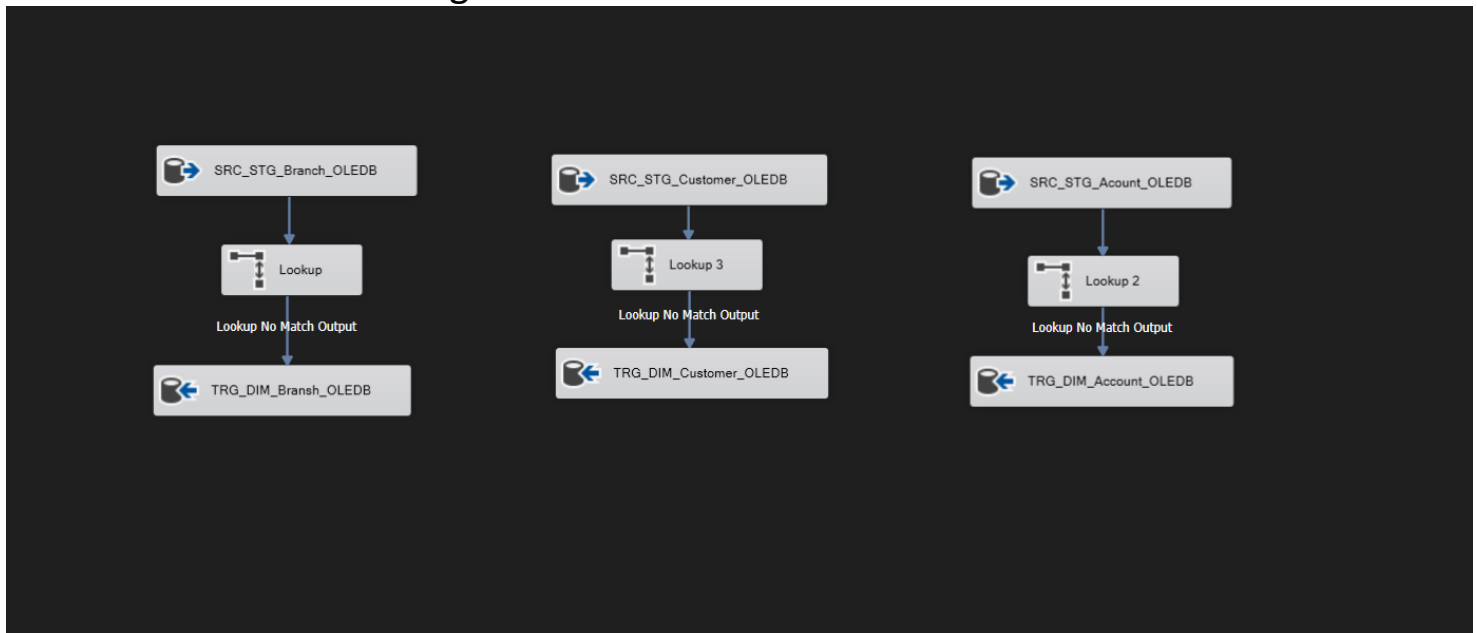 SRC_STG_Branch_OLEDB
Lookup
Lookup No Match Output
TRG_DIM_Bransh_OLEDB
SRC_STG_Customer_OLEDB
Lookup 3
Lookup No Match Output
TRG_DIM_Customer_OLEDB
SRC_STG_Acount_OLEDB
Lookup 2
Lookup No Match Output
TRG_DIM_Account_OLEDB